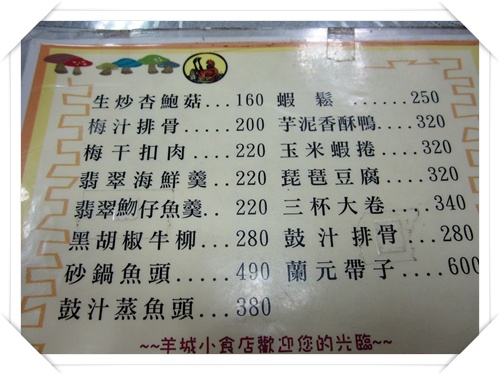 生炒杏鮑菇...160 蝦鬆......250
梅汁排骨...200 芋泥香酥鴨....320
梅干扣肉...220 玉米蝦捲....320
翡翠海鮮羹...220 琵琶豆腐....320
翡翠魩仔魚羹..220 三杯大卷....340
黑胡椒牛柳...280 鼓汁排骨...280
砂鍋魚頭....490 蘭元帶子....600
鼓汁蒸魚頭...380
~~羊城小食店歡迎您的光臨~~